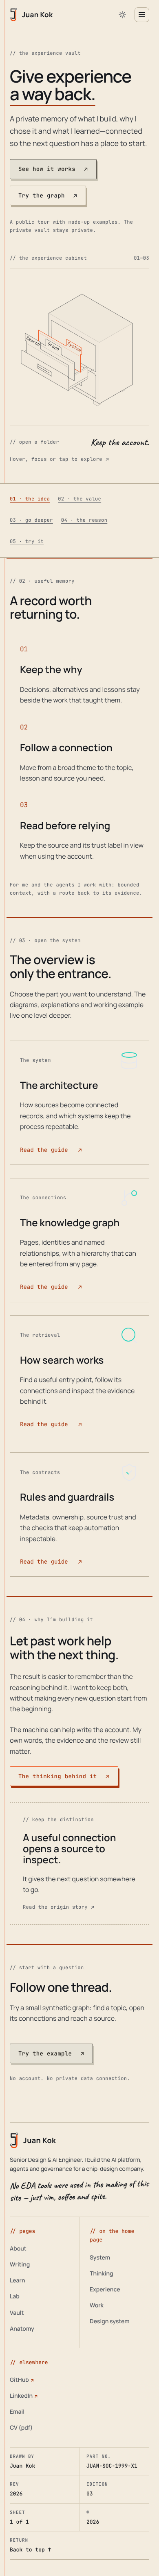 Juan Kok
// the experience vault
Give experience
a way back.
A private memory of what I build, why I
chose it and what I learned—connected
so the next question has a place to start.
See how it works ↗
Try the graph ↗
A public tour with made-up examples. The
private vault stays private.
// the experience cabinet 01—03
Search
Graph
System
// open a folder Keep the account.
Hover, focus or tap to explore ↗
01 · the idea 02 · the value
03 · go deeper 04 · the reason
05 · try it
// 02 · useful memory
A record worth
returning to.
01
Keep the why
Decisions, alternatives and lessons stay
beside the work that taught them.
02
Follow a connection
Move from a broad theme to the topic,
lesson and source you need.
03
Read before relying
Keep the source and its trust label in view
when using the account.
For me and the agents I work with: bounded
context, with a route back to its evidence.
// 03 · open the system
The overview is
only the entrance.
Choose the part you want to understand. The
diagrams, explanations and working example
live one level deeper.
The system
The architecture
How sources become connected
records, and which systems keep the
process repeatable.
Read the guide ↗
The connections
The knowledge graph
Pages, identities and named
relationships, with a hierarchy that can
be entered from any page.
Read the guide ↗
The retrieval
How search works
Find a useful entry point, follow its
connections and inspect the evidence
behind it.
Read the guide ↗
The contracts
Rules and guardrails
Metadata, ownership, source trust and
the checks that keep automation
inspectable.
Read the guide ↗
// 04 · why I'm building it
Let past work help
with the next thing.
The result is easier to remember than the
reasoning behind it. I want to keep both,
without making every new question start from
the beginning.
The machine can help write the account. My
own words, the evidence and the review still
matter.
The thinking behind it ↗
// keep the distinction
A useful connection
opens a source to
inspect.
It gives the next question somewhere
to go.
Read the origin story ↗
// start with a question
Follow one thread.
Try a small synthetic graph: find a topic, open
its connections and reach a source.
Try the example ↗
No account. No private data connection.
Juan Kok
Senior Design & AI Engineer. I build the AI platform,
agents and governance for a chip-design company.
No EDA tools were used in the making of this
site — just vim, coffee and spite.
// pages
About
Writing
Learn
Lab
Vault
Anatomy
// on the home
page
System
Thinking
Experience
Work
Design system
// elsewhere
GitHub ↗
LinkedIn ↗
Email
CV (pdf)
DRAWN BY
Juan Kok
PART NO.
JUAN-SOC-1999-X1
REV
2026
EDITION
03
SHEET
1 of 1
©
2026
RETURN
Back to top ↑